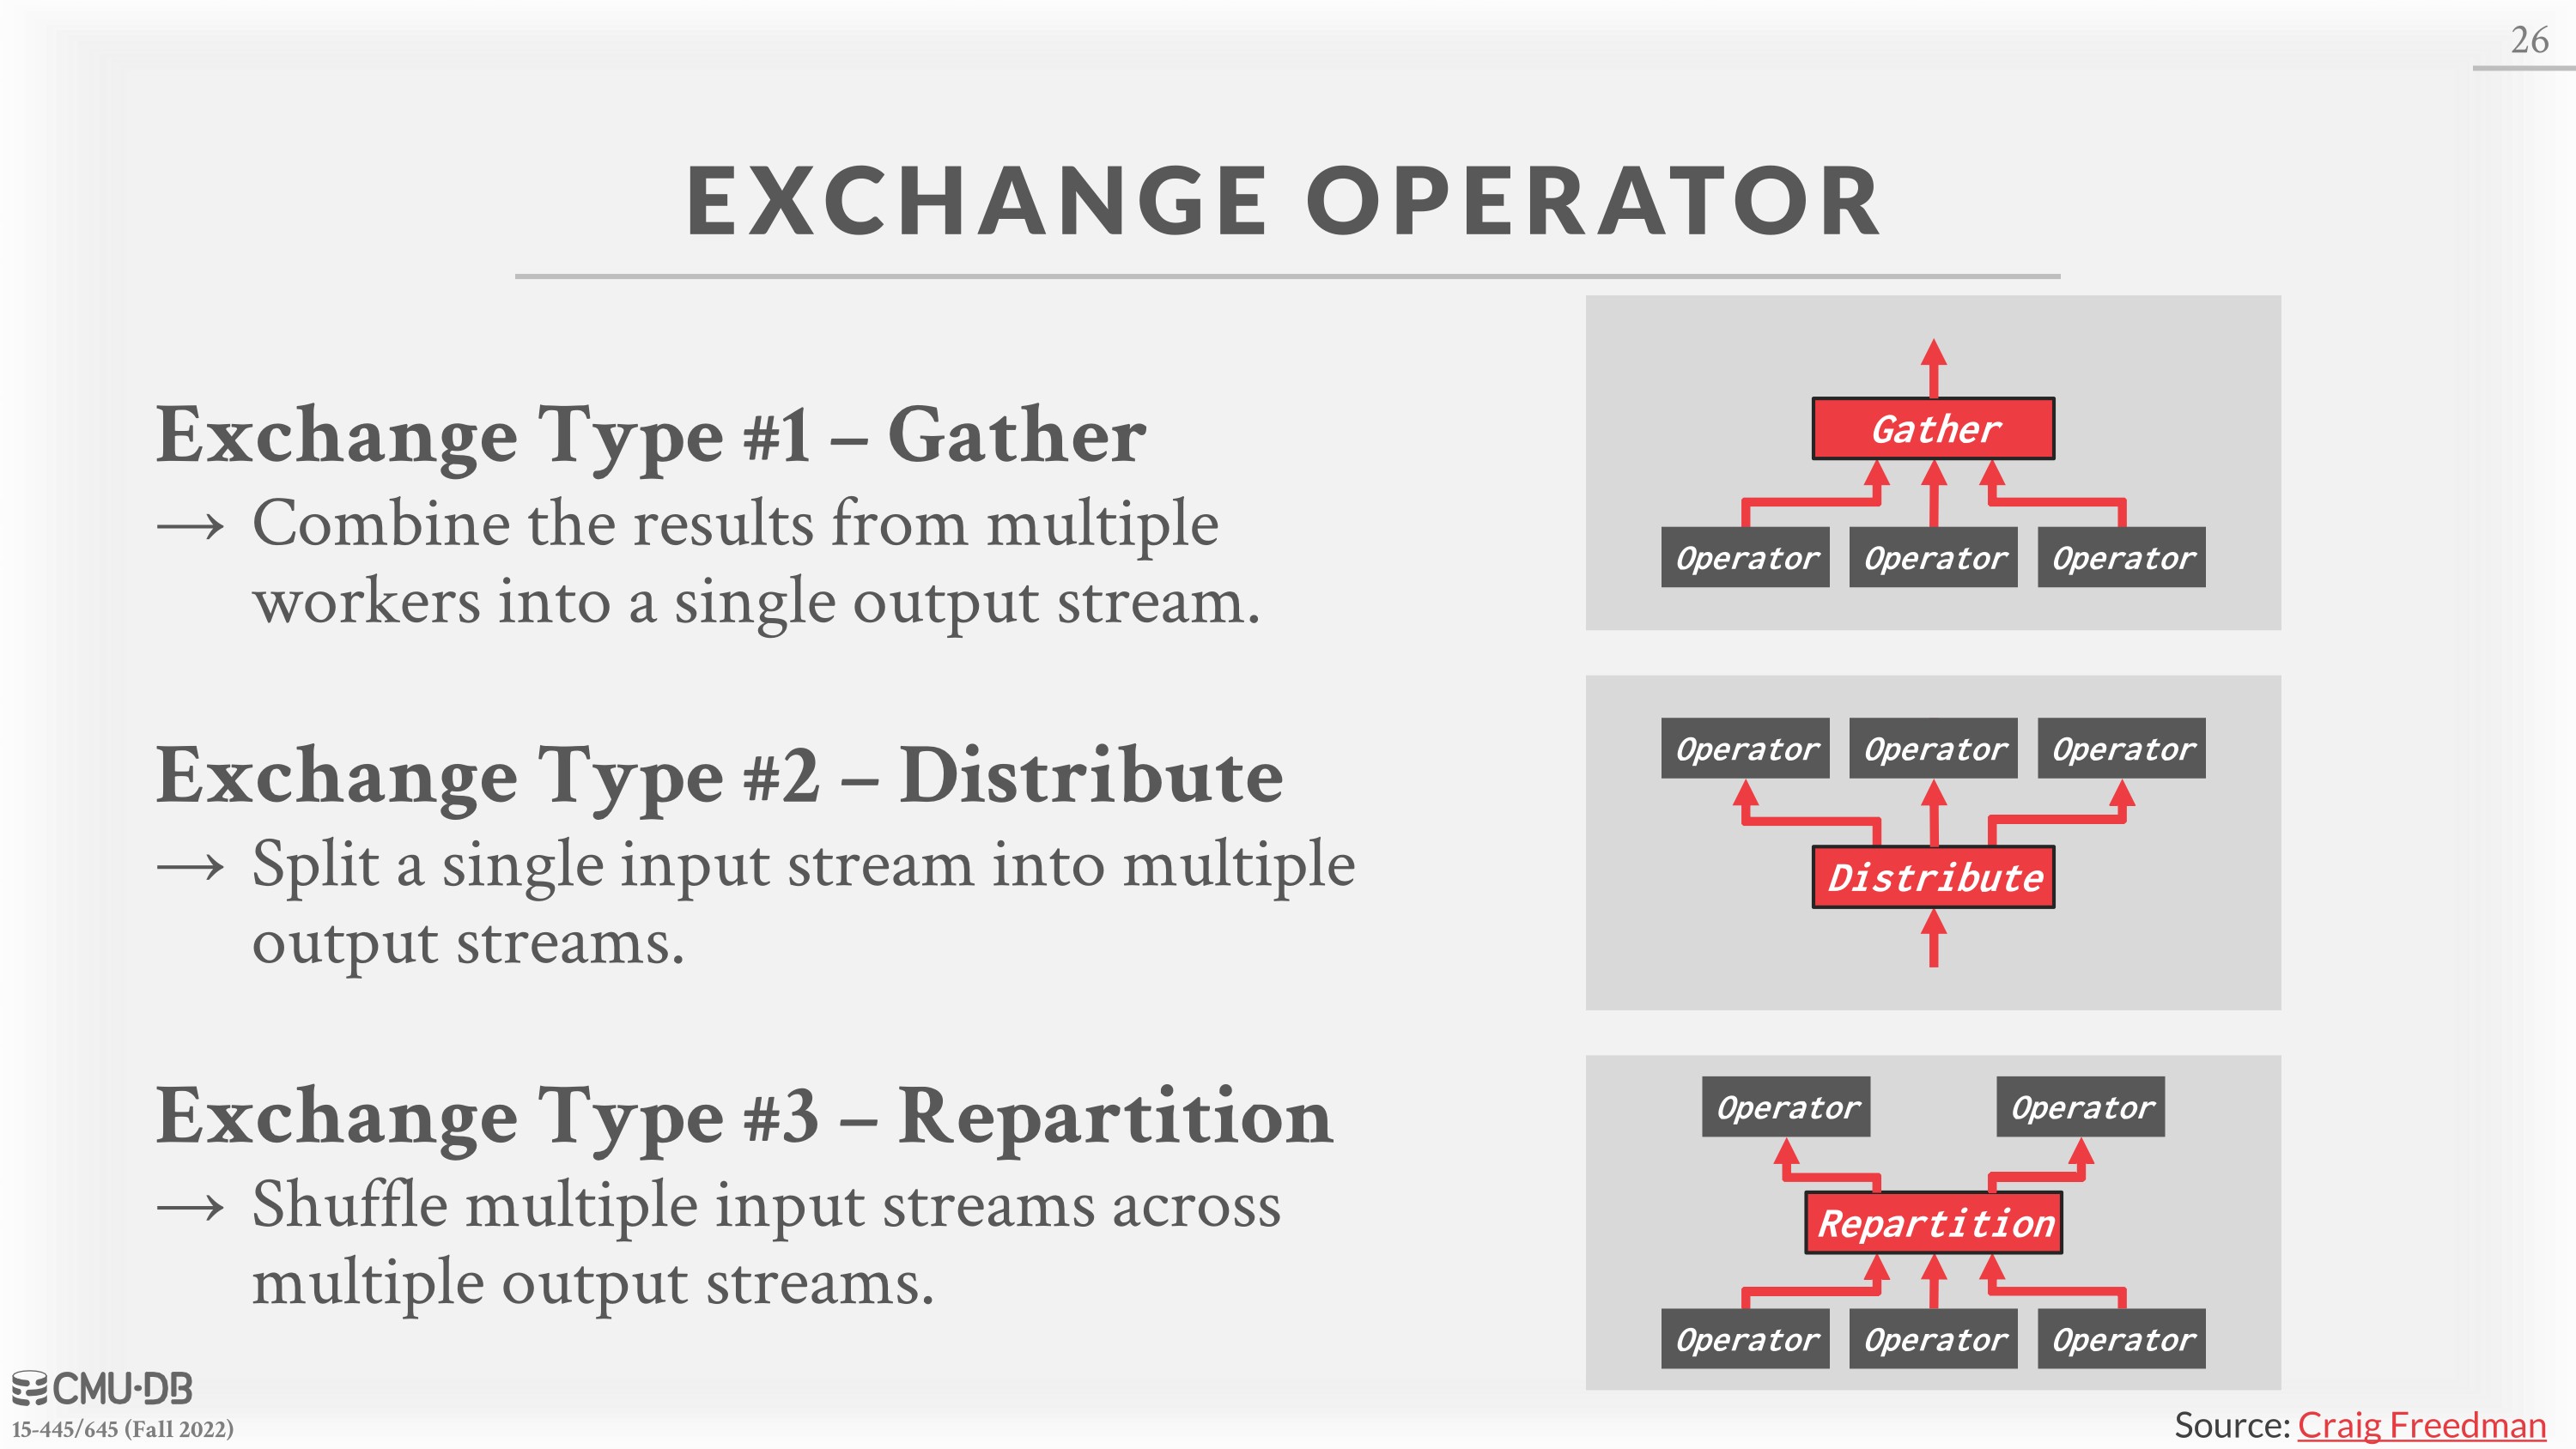 26
EXCHANGE OPERATOR
Exchange Type #1 – Gather
→ Combine the results from multiple
workers into a single output stream.
Gather
Operator Operator Operator
Exchange Type #2 – Distribute
→ Split a single input stream into multiple
output streams.
Operator Operator Operator
Distribute
Exchange Type #3 – Repartition
→ Shuffle multiple input streams across
multiple output streams.
Operator Operator
Repartition
Operator Operator Operator
CMU·DB
15-445/645 (Fall 2022)
Source: Craig Freedman